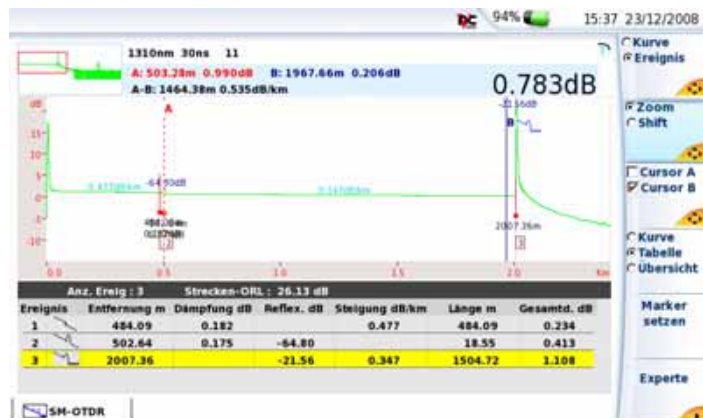 94% 15:37 23/12/2008
1310nm 30ns 11
A: 503.28m 0.990dB B: 1967.66m 0.206dB
A-B: 1464.38m 0.535dB/km
0.783dB
Kurve
Ereignis
Zoom
Shift
Cursor A
Cursor B
Kurve
Tabelle
Übersicht
Marker setzen
Experte
dB
A
B
15
10
5
0
-5
-10
-64.80dB
2007.36m
2
3
0.0 0.5 1.0 1.5 2.0 km
Anz. Ereig : 3 Strecken-ORL : 26.13 dB
Ereignis Entfernung m Dämpfung dB Reflex. dB Steigung dB/km Länge m Gesamtd. dB
1 484.09 0.182 0.477 484.09 0.234
2 502.64 0.175 -64.80 18.55 0.413
3 2007.36 -21.56 0.347 1504.72 1.108
SM-OTDR